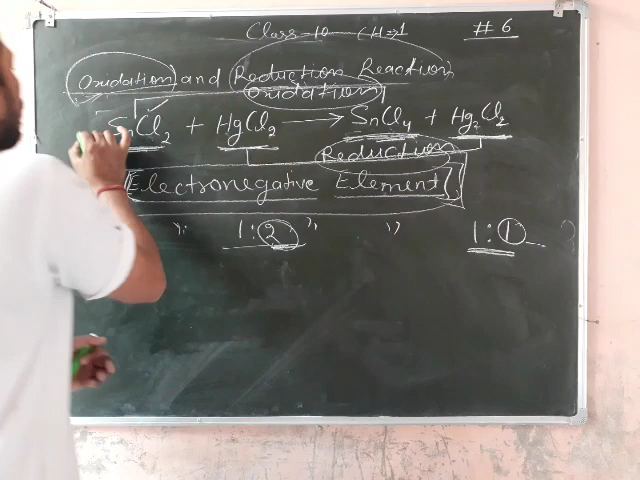 Class-10 CH=1 # 6
Oxidation and Reduction Reaction
Oxidation
SnCl2 + HgCl2 → SnCl4 + Hg2Cl2
Reduction
Electronegative Element
,, 1:2 ,, ,, 1:1